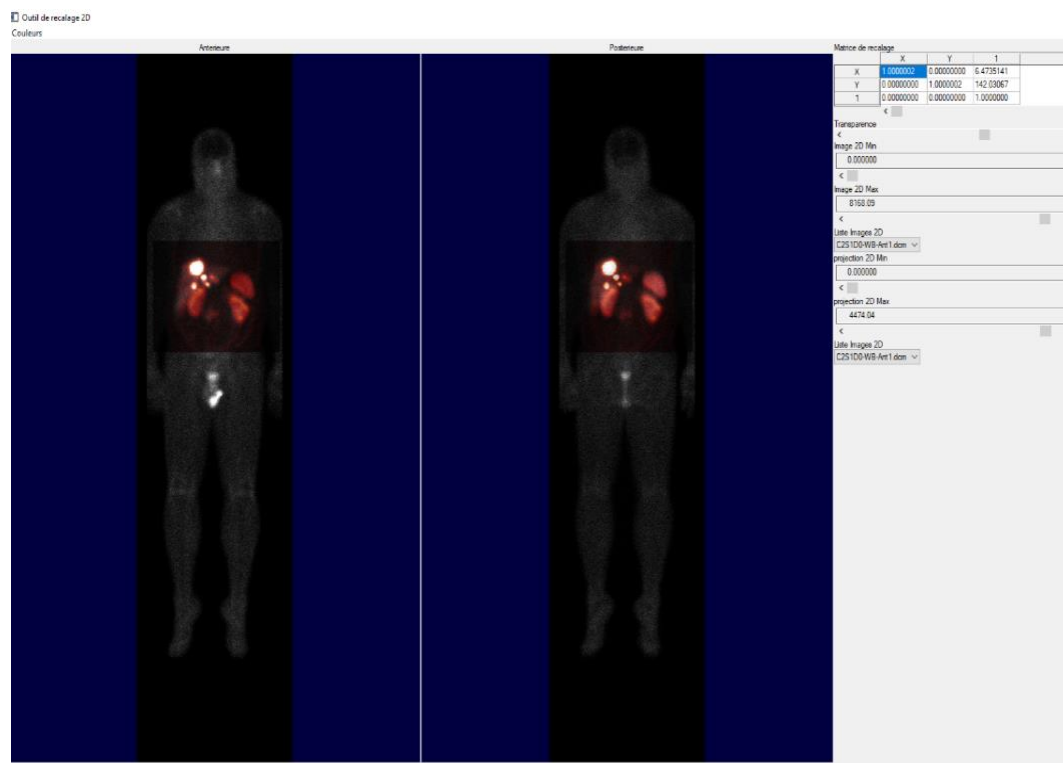 Outil de recalage 2D
Couleurs
Anterieure
Posterieure
Matrice de recalage
X Y 1
X 1.0000002 0.00000000 6.4735141
Y 0.00000000 1.0000002 142.03067
1 0.00000000 0.00000000 1.0000000
Transparence
Image 2D Min
0.000000
Image 2D Max
8168.09
Liste Images 2D
C2S1D0-WB-Ant1.dcm
projection 2D Min
0.000000
projection 2D Max
4474.04
Liste Images 2D
C2S1D0-WB-Ant1.dcm